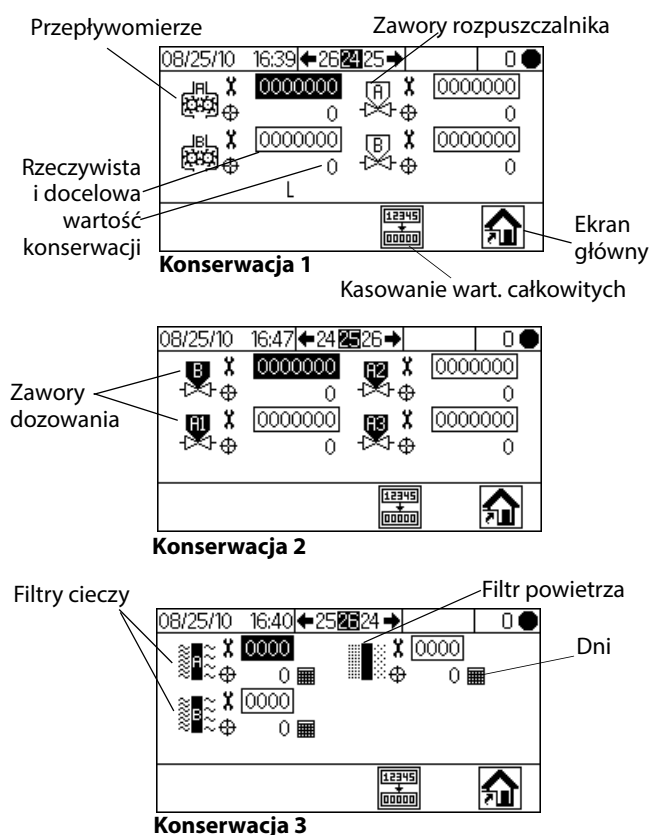 Przepływomierze
Zawory rozpuszczalnika
08/25/10 16:39 26 24 25 0
A 0000000 A 0000000
0 0
B 0000000 B 0000000
0 0
L
Rzeczywista
i docelowa
wartość
konserwacji
12345
00000
Ekran
główny
Konserwacja 1
Kasowanie wart. całkowitych
08/25/10 16:47 24 25 26 0
B 0000000 A2 0000000
0 0
A1 0000000 A3 0000000
0 0
Zawory
dozowania
12345
00000
Konserwacja 2
Filtry cieczy
Filtr powietrza
08/25/10 16:40 25 26 24 0
A 0000 0000
0 0
Dni
B 0000
0
12345
00000
Konserwacja 3